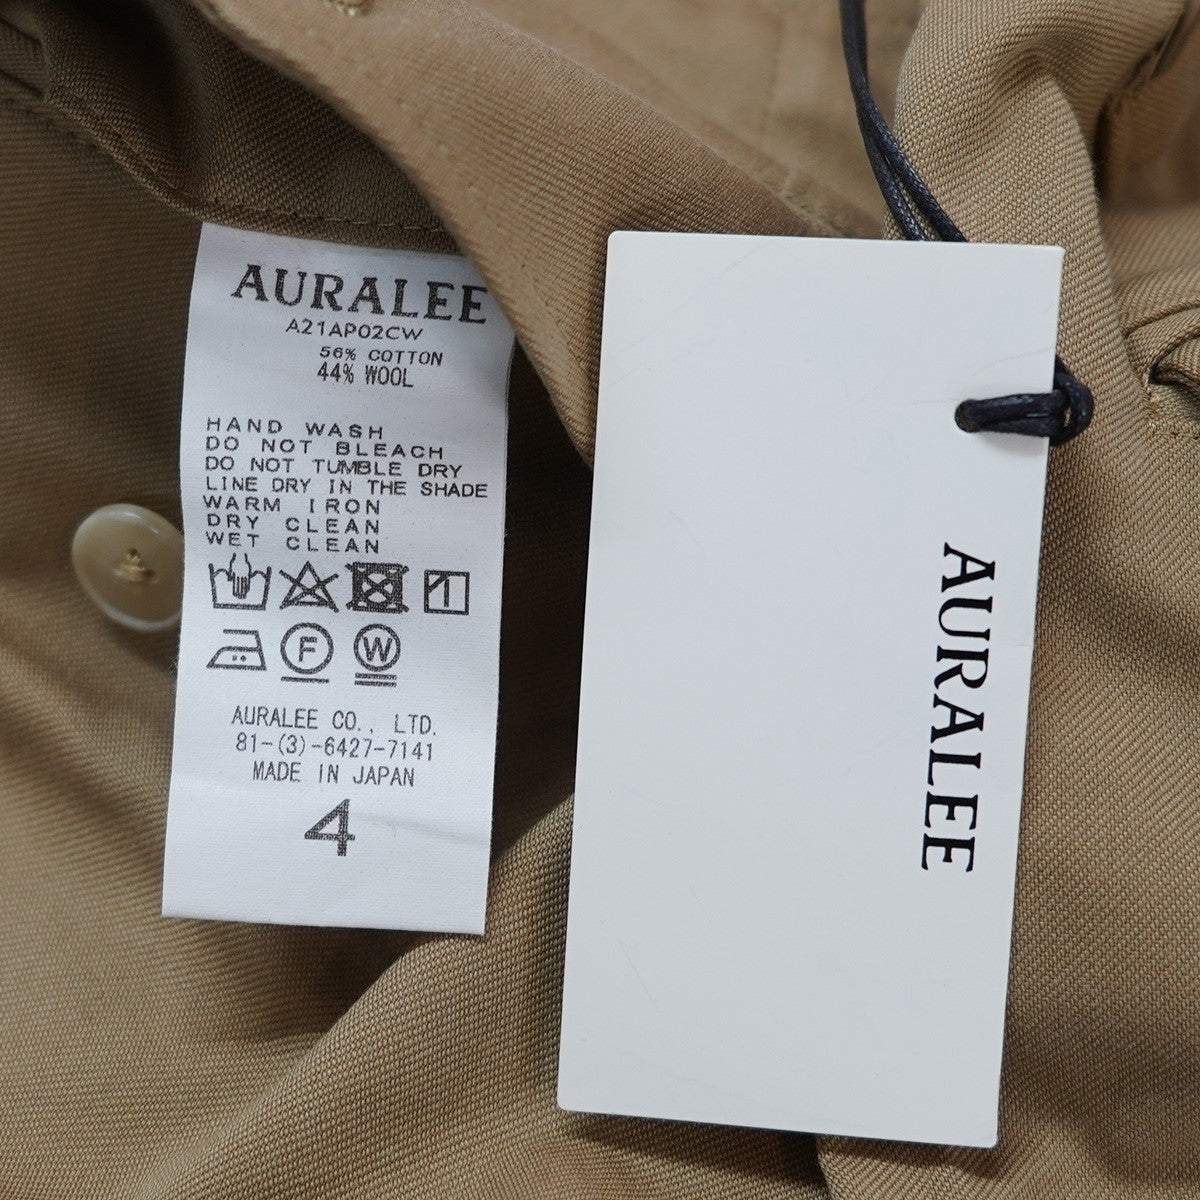 AURALEE
A21AP02CW
56% COTTON
44% WOOL
HAND WASH
DO NOT BLEACH
DO NOT TUMBLE DRY
LINE DRY IN THE SHADE
WARM IRON
DRY CLEAN
WET CLEAN
F
W
AURALEE CO., LTD.
81-(3)-6427-7141
MADE IN JAPAN
4
AURALEE